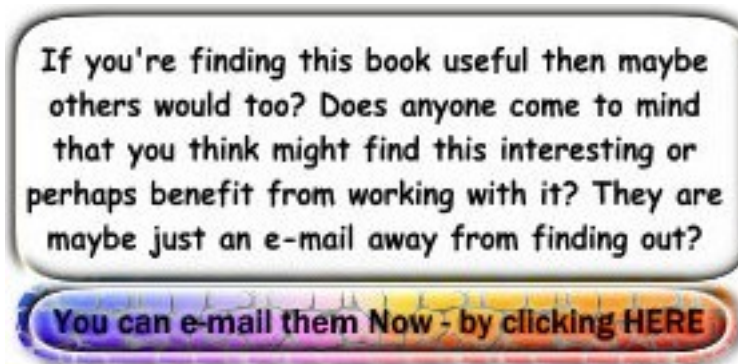 If you're finding this book useful then maybe
others would too? Does anyone come to mind
that you think might find this interesting or
perhaps benefit from working with it? They are
maybe just an e-mail away from finding out?
You can e-mail them Now - by clicking HERE